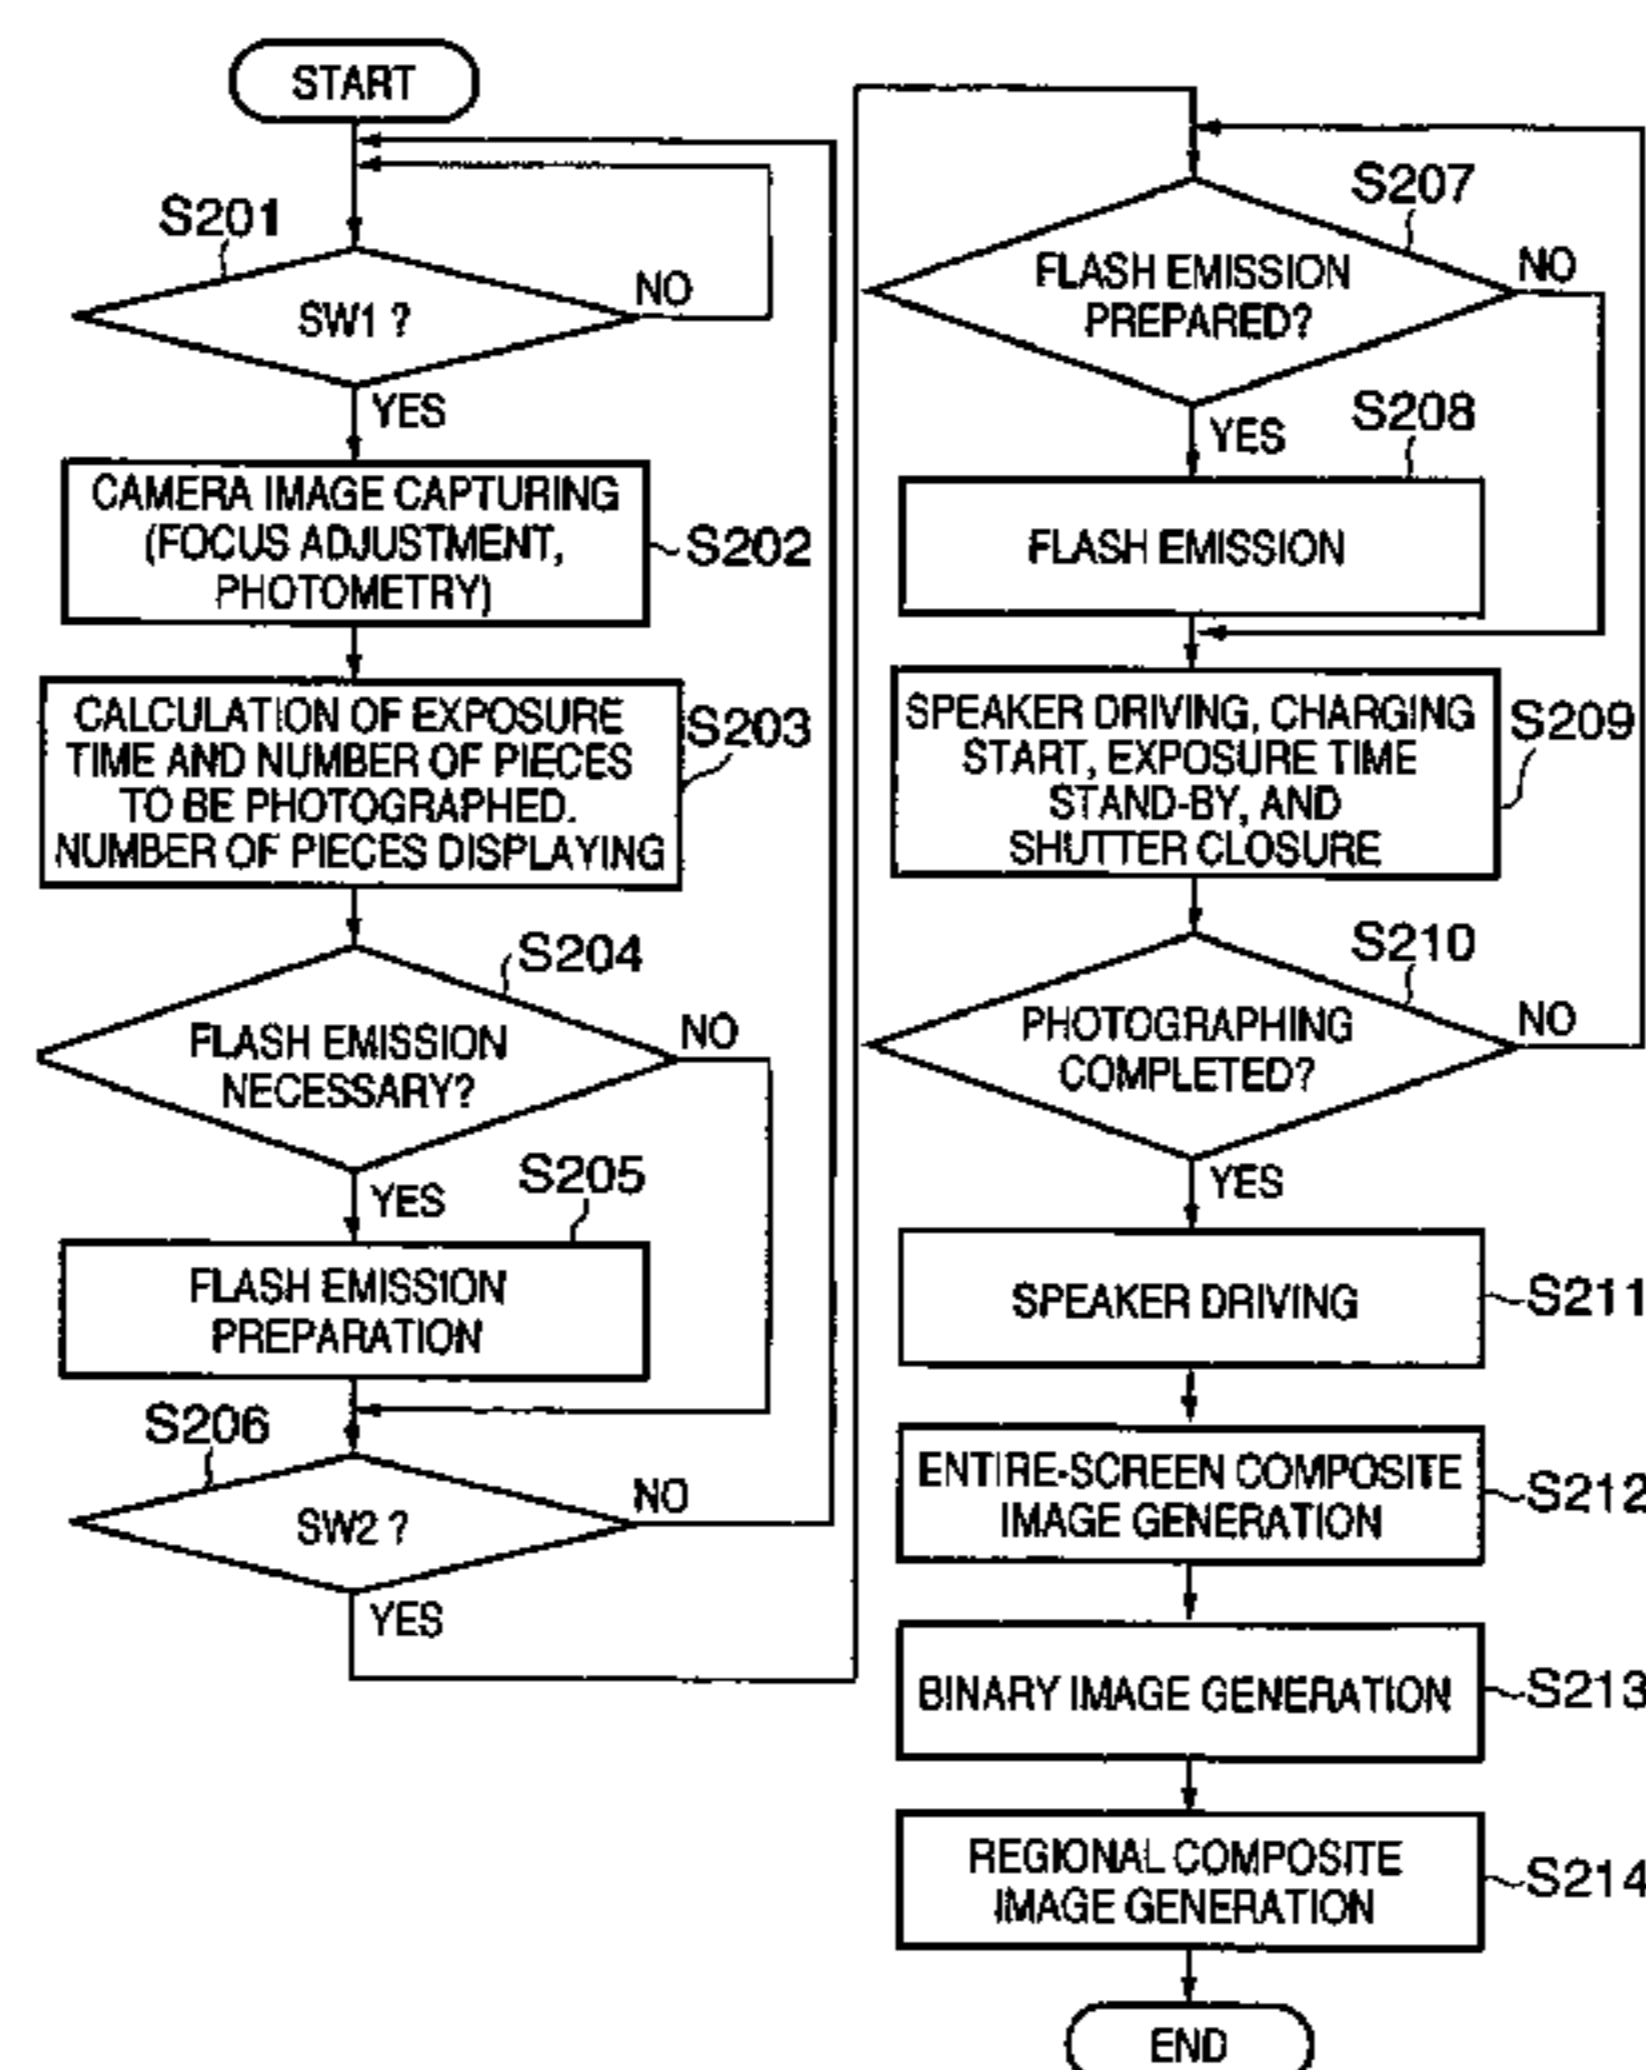 START
S201
SW1 ?
NO
YES
CAMERA IMAGE CAPTURING
(FOCUS ADJUSTMENT,
PHOTOMETRY)
S202
CALCULATION OF EXPOSURE
TIME AND NUMBER OF PIECES
TO BE PHOTOGRAPHED.
NUMBER OF PIECES DISPLAYING
S203
S204
FLASH EMISSION
NECESSARY?
NO
YES
S205
FLASH EMISSION
PREPARATION
S206
SW2 ?
NO
YES
S207
FLASH EMISSION
PREPARED?
NO
YES
S208
FLASH EMISSION
SPEAKER DRIVING, CHARGING
START, EXPOSURE TIME
STAND-BY, AND
SHUTTER CLOSURE
S209
S210
PHOTOGRAPHING
COMPLETED?
NO
YES
SPEAKER DRIVING
S211
ENTIRE-SCREEN COMPOSITE
IMAGE GENERATION
S212
BINARY IMAGE GENERATION
S213
REGIONAL COMPOSITE
IMAGE GENERATION
S214
END